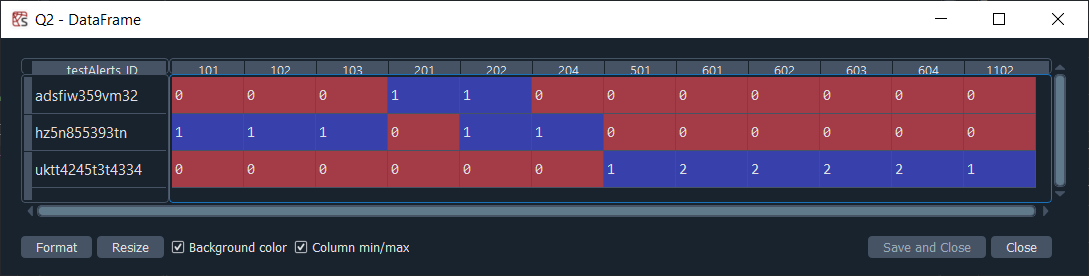 Q2 - DataFrame
testAlerts_ID 101 102 103 201 202 204 501 601 602 603 604 1102
adsfiw359vm32 0 0 0 1 1 0 0 0 0 0 0 0
hz5n855393tn 1 1 1 0 1 1 0 0 0 0 0 0
uktt4245t3t4334 0 0 0 0 0 0 1 2 2 2 2 1
Format Resize Background color Column min/max Save and Close Close